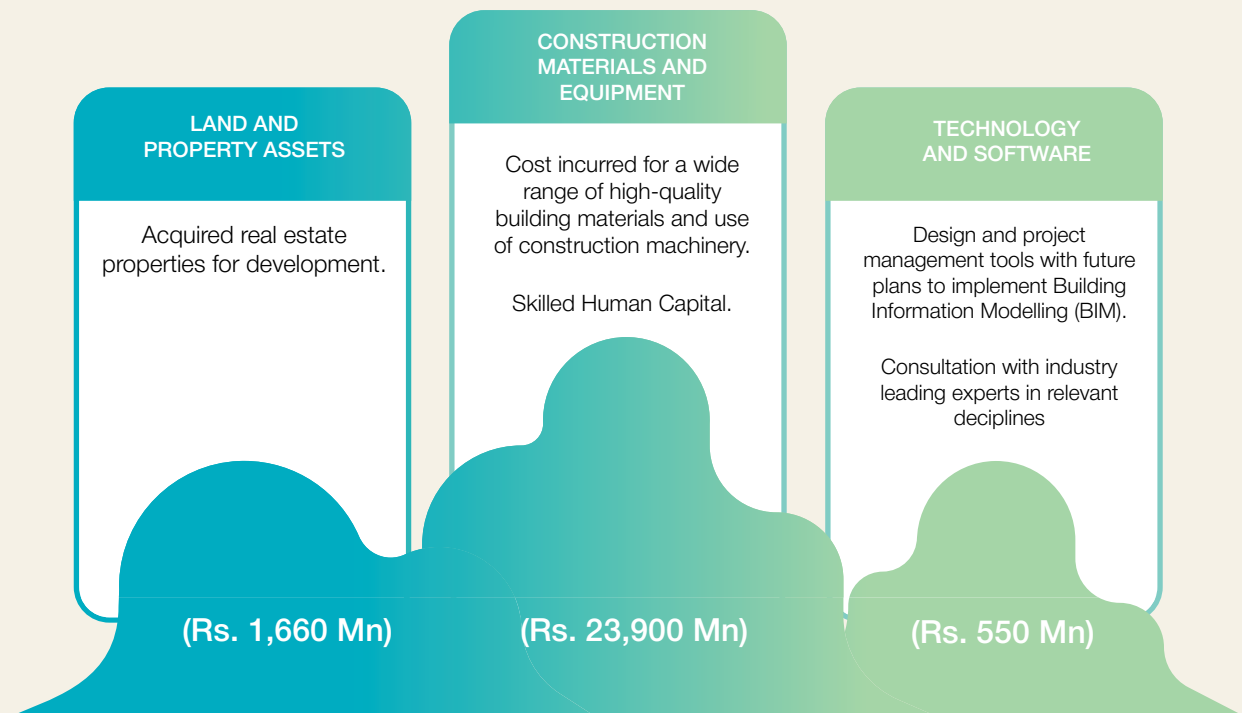 LAND AND
PROPERTY ASSETS
Acquired real estate
properties for development.
(Rs. 1,660 Mn)
CONSTRUCTION
MATERIALS AND
EQUIPMENT
Cost incurred for a wide
range of high-quality
building materials and use
of construction machinery.
Skilled Human Capital.
(Rs. 23,900 Mn)
TECHNOLOGY
AND SOFTWARE
Design and project
management tools with future
plans to implement Building
Information Modelling (BIM).
Consultation with industry
leading experts in relevant
deciplines
(Rs. 550 Mn)